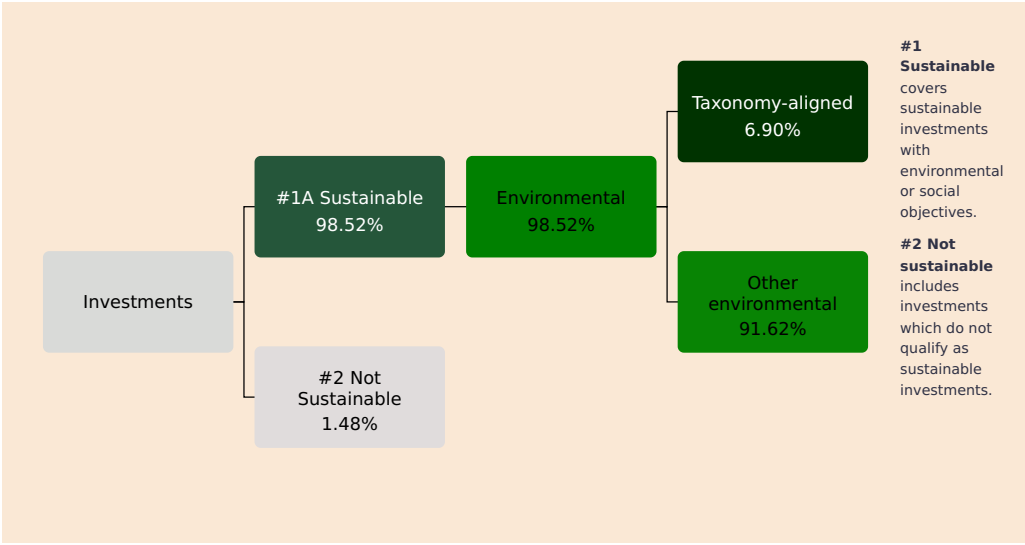 Investments
#1A Sustainable
98.52%
#2 Not
Sustainable
1.48%
Environmental
98.52%
Taxonomy-aligned
6.90%
Other
environmental
91.62%
#1
Sustainable
covers
sustainable
investments
with
environmental
or social
objectives.
#2 Not
sustainable
includes
investments
which do not
qualify as
sustainable
investments.